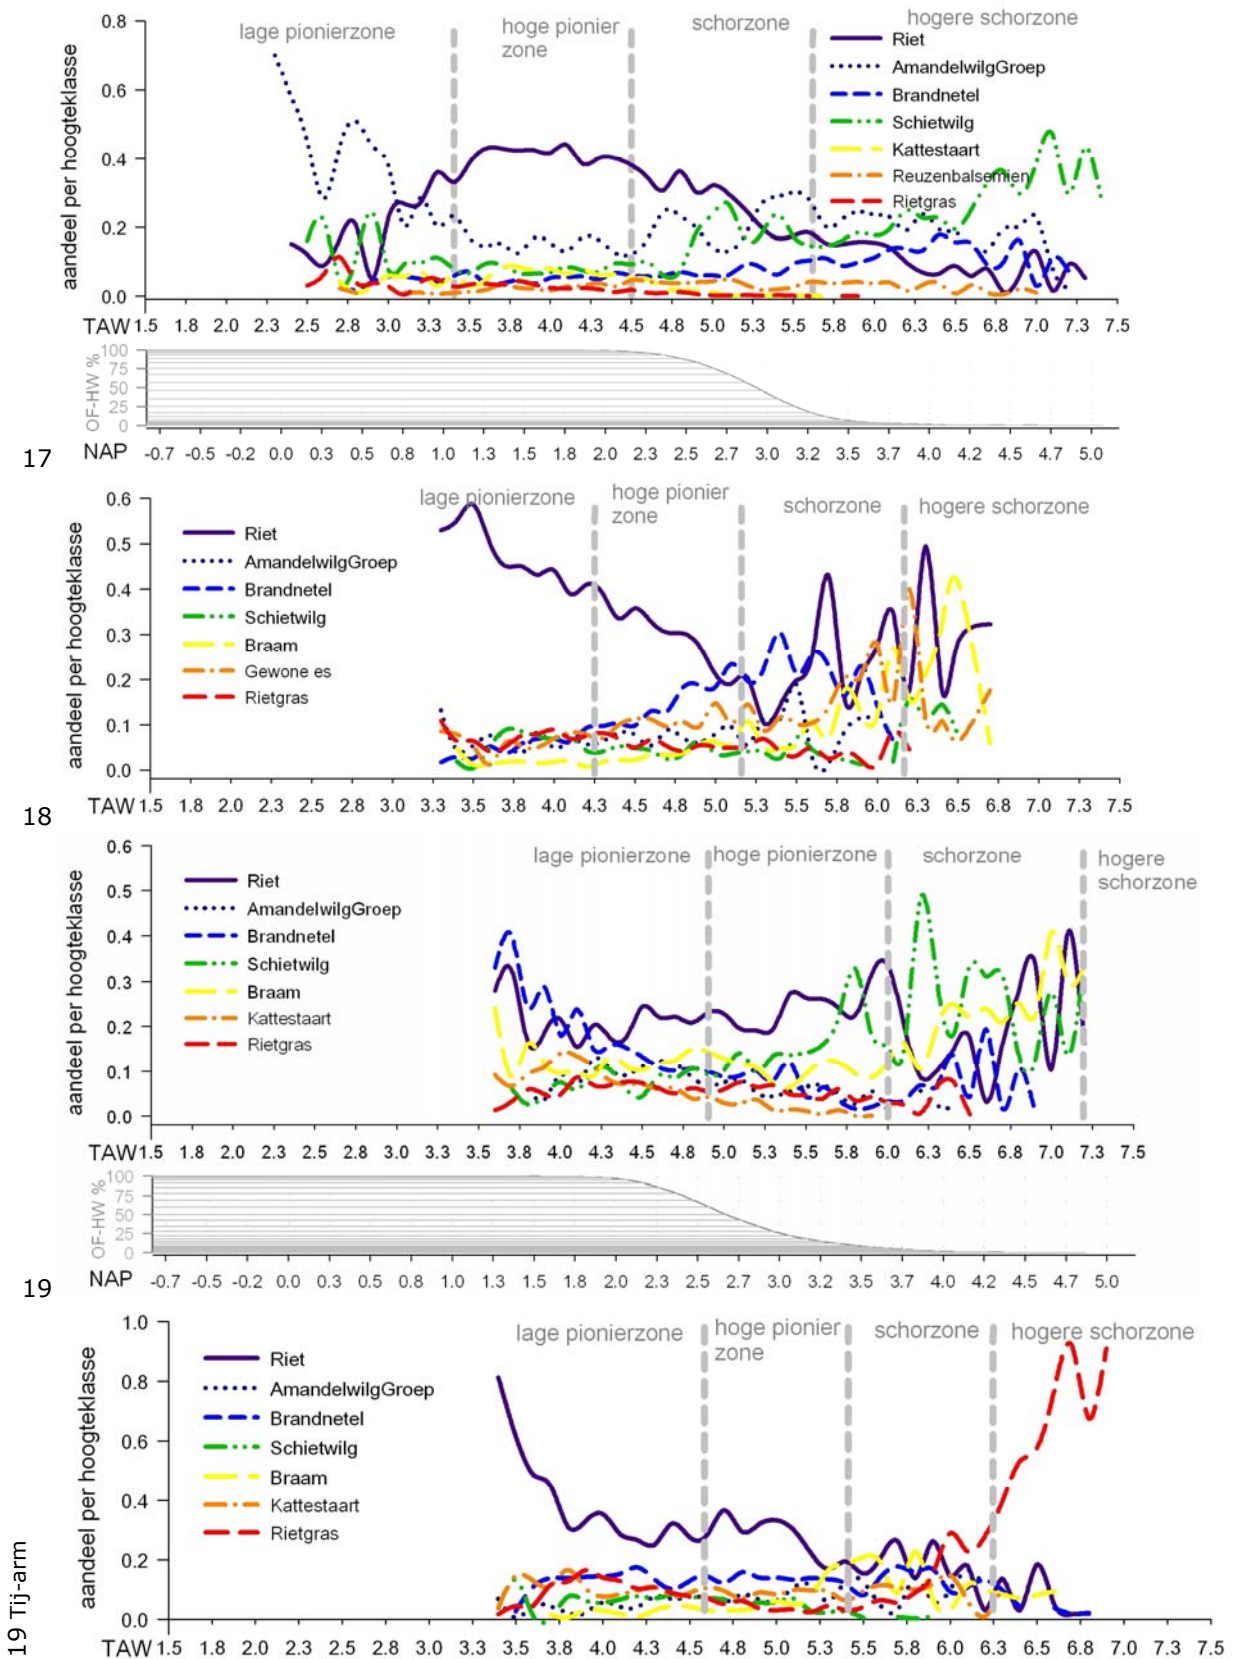 lage pionierzone
hoge pionier
zone
schorzone
hogere schorzone
aandeel per hoogteklasse
0.8
0.6
0.4
0.2
0.0
Riet
AmandelwilgGroep
Brandnetel
Schietwilg
Kattestaart
Reuzenbalsemien
Rietgras
TAW 1.5 1.8 2.0 2.3 2.5 2.8 3.0 3.3 3.5 3.8 4.0 4.3 4.5 4.8 5.0 5.3 5.5 5.8 6.0 6.3 6.5 6.8 7.0 7.3 7.5
OF-HW %
100
75
50
25
0
17
NAP -0.7 -0.5 -0.2 0.0 0.3 0.5 0.8 1.0 1.3 1.5 1.8 2.0 2.3 2.5 2.7 3.0 3.2 3.5 3.7 4.0 4.2 4.5 4.7 5.0
lage pionierzone
hoge pionier
zone
schorzone
hogere schorzone
aandeel per hoogteklasse
0.6
0.5
0.4
0.3
0.2
0.1
0.0
Riet
AmandelwilgGroep
Brandnetel
Schietwilg
Braam
Gewone es
Rietgras
18
TAW 1.5 1.8 2.0 2.3 2.5 2.8 3.0 3.3 3.5 3.8 4.0 4.3 4.5 4.8 5.0 5.3 5.5 5.8 6.0 6.3 6.5 6.8 7.0 7.3 7.5
lage pionierzone
hoge pionierzone
schorzone
hogere
schorzone
aandeel per hoogteklasse
0.6
0.5
0.4
0.3
0.2
0.1
0.0
Riet
AmandelwilgGroep
Brandnetel
Schietwilg
Braam
Kattestaart
Rietgras
TAW 1.5 1.8 2.0 2.3 2.5 2.8 3.0 3.3 3.5 3.8 4.0 4.3 4.5 4.8 5.0 5.3 5.5 5.8 6.0 6.3 6.5 6.8 7.0 7.3 7.5
OF-HW %
100
75
50
25
0
19
NAP -0.7 -0.5 -0.2 0.0 0.3 0.5 0.8 1.0 1.3 1.5 1.8 2.0 2.3 2.5 2.7 3.0 3.2 3.5 3.7 4.0 4.2 4.5 4.7 5.0
lage pionierzone
hoge pionier
zone
schorzone
hogere schorzone
aandeel per hoogteklasse
1.0
0.8
0.6
0.4
0.2
0.0
Riet
AmandelwilgGroep
Brandnetel
Schietwilg
Braam
Kattestaart
Rietgras
19 Tij-arm
TAW 1.5 1.8 2.0 2.3 2.5 2.8 3.0 3.3 3.5 3.8 4.0 4.3 4.5 4.8 5.0 5.3 5.5 5.8 6.0 6.3 6.5 6.8 7.0 7.3 7.5